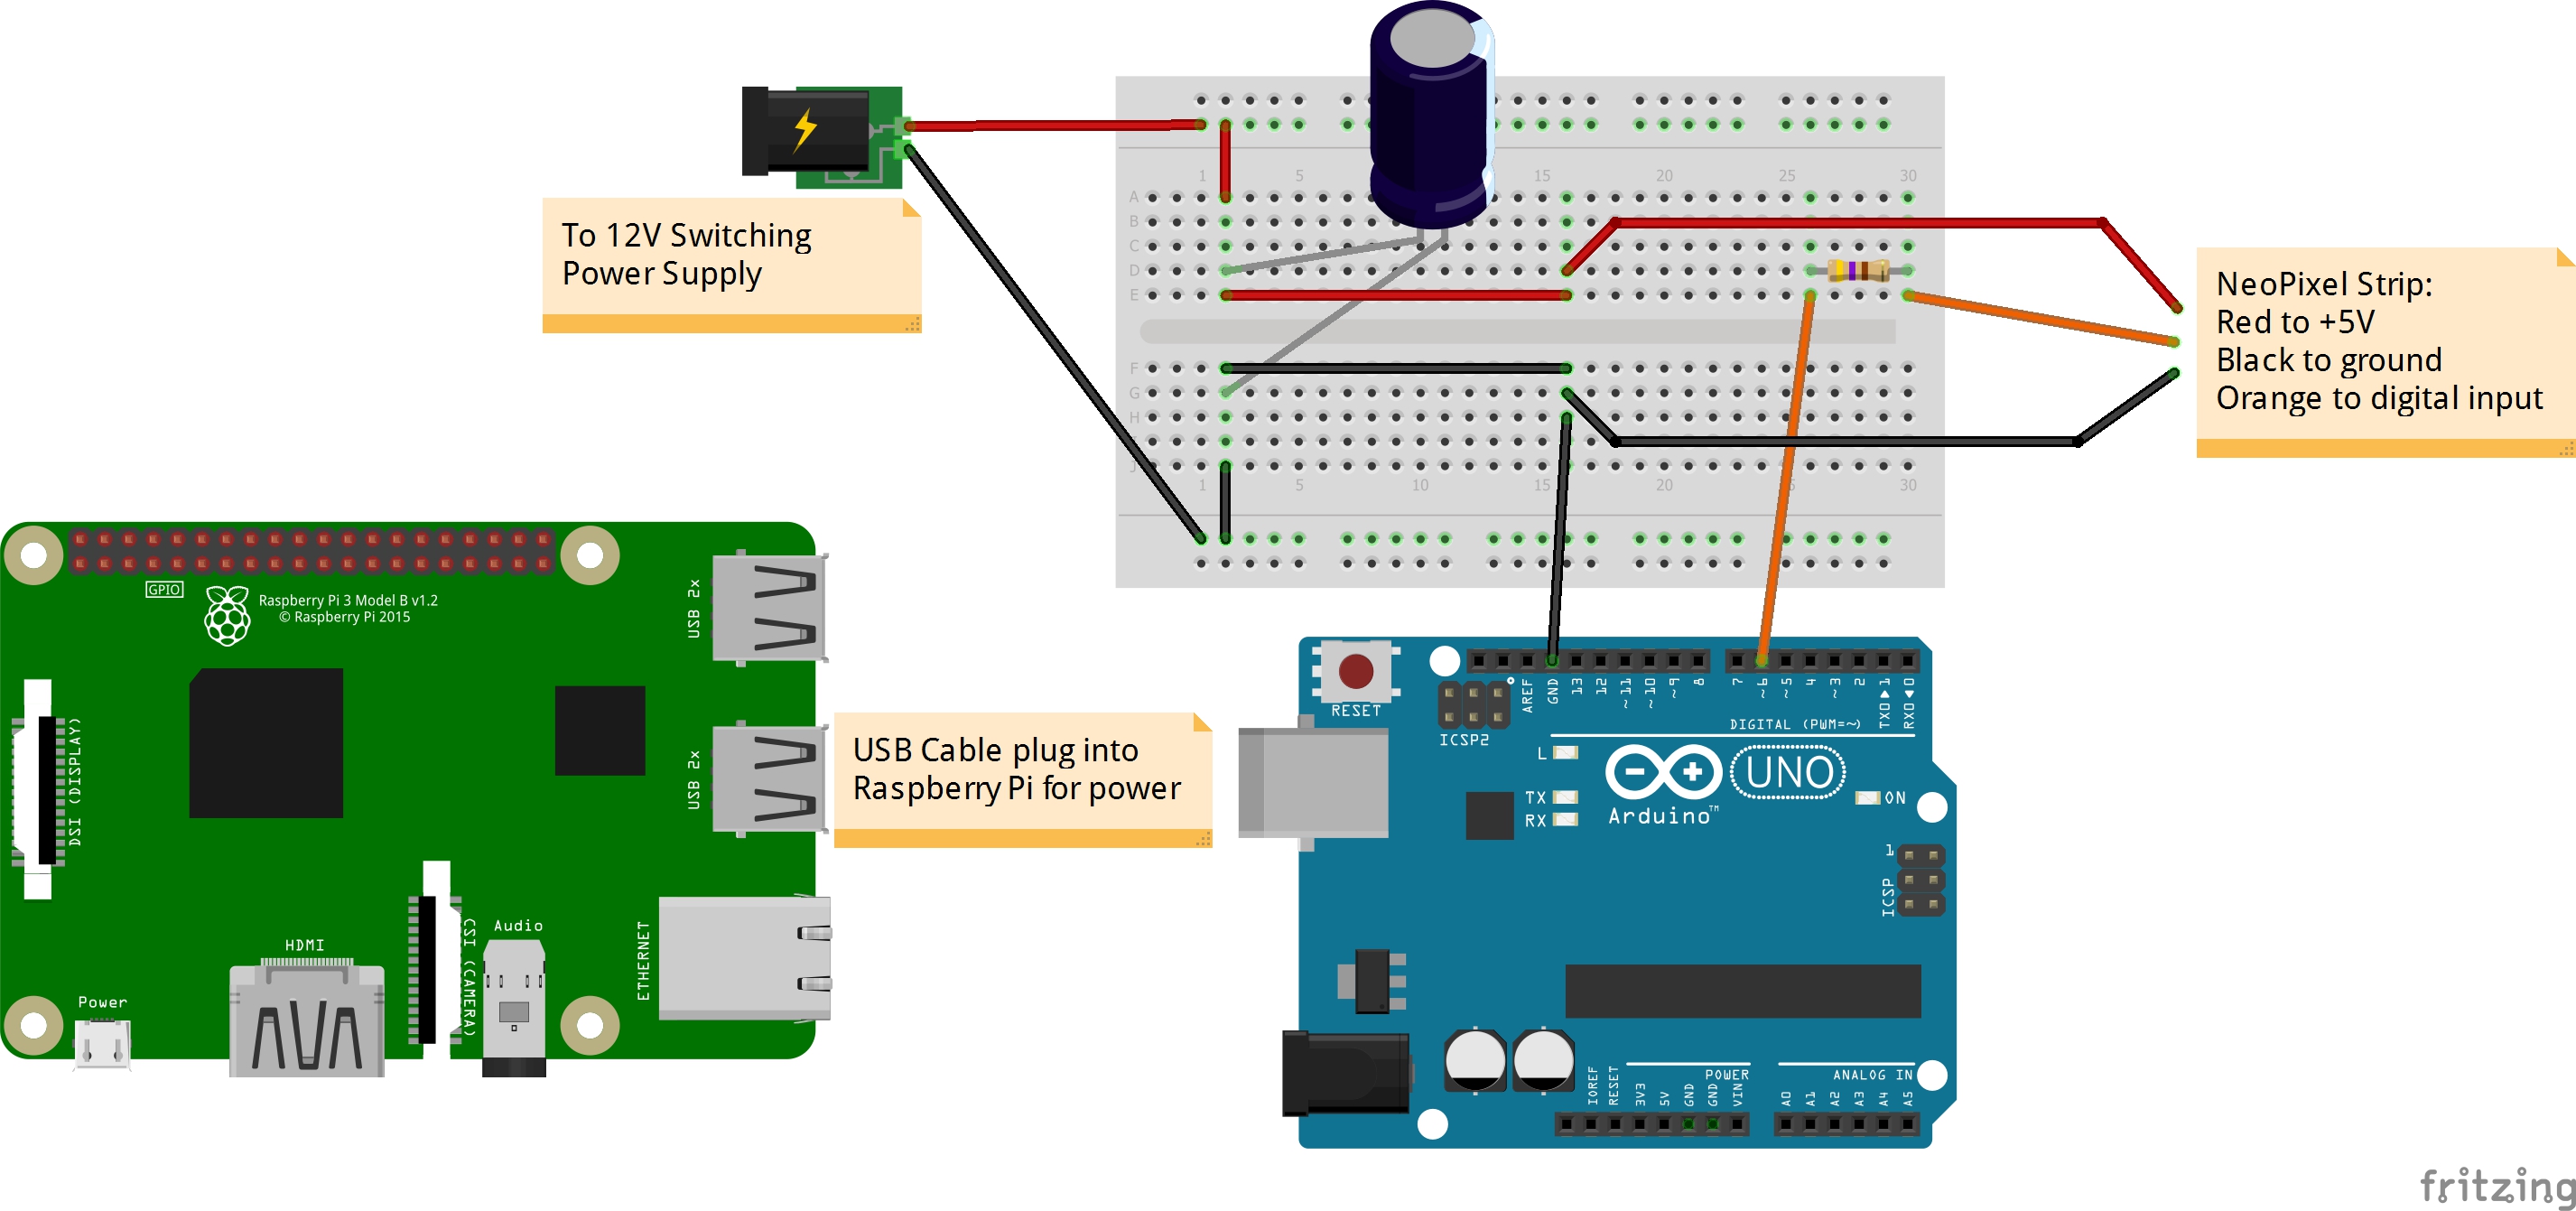 To 12V Switching
Power Supply
1
5
15
20
25
30
A
B
C
D
E
F
G
H
J
1
5
10
15
20
30
NeoPixel Strip:
Red to +5V
Black to ground
Orange to digital input
GPIO
Raspberry Pi 3 Model B v1.2
© Raspberry Pi 2015
USB 2x
USB 2x
DSI (DISPLAY)
CSI (CAMERA)
HDMI
Audio
ETHERNET
Power
USB Cable plug into
Raspberry Pi for power
RESET
ICSP2
AREF
GND
13
12
~11
~10
~9
8
7
~6
~5
4
~3
2
TX0▶1
RX0◀0
DIGITAL (PWM=~)
L
TX
RX
UNO
Arduino™
ON
1
ICSP
IOREF
RESET
3V3
5V
GND
GND
VIN
POWER
ANALOG IN
A0
A1
A2
A3
A4
A5
fritzing